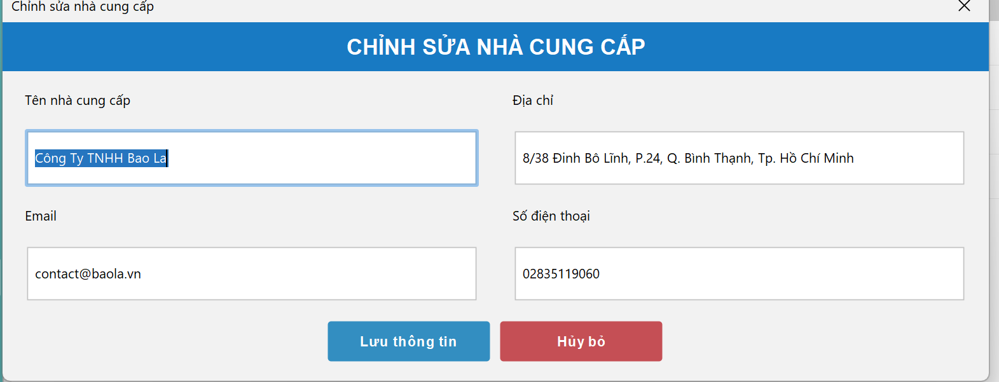 Chỉnh sửa nhà cung cấp
CHỈNH SỬA NHÀ CUNG CẤP
Tên nhà cung cấp
Địa chỉ
Công Ty TNHH Bao La
8/38 Đinh Bô Lĩnh, P.24, Q. Bình Thạnh, Tp. Hồ Chí Minh
Email
Số điện thoại
contact@baola.vn
02835119060
Lưu thông tin
Hủy bỏ